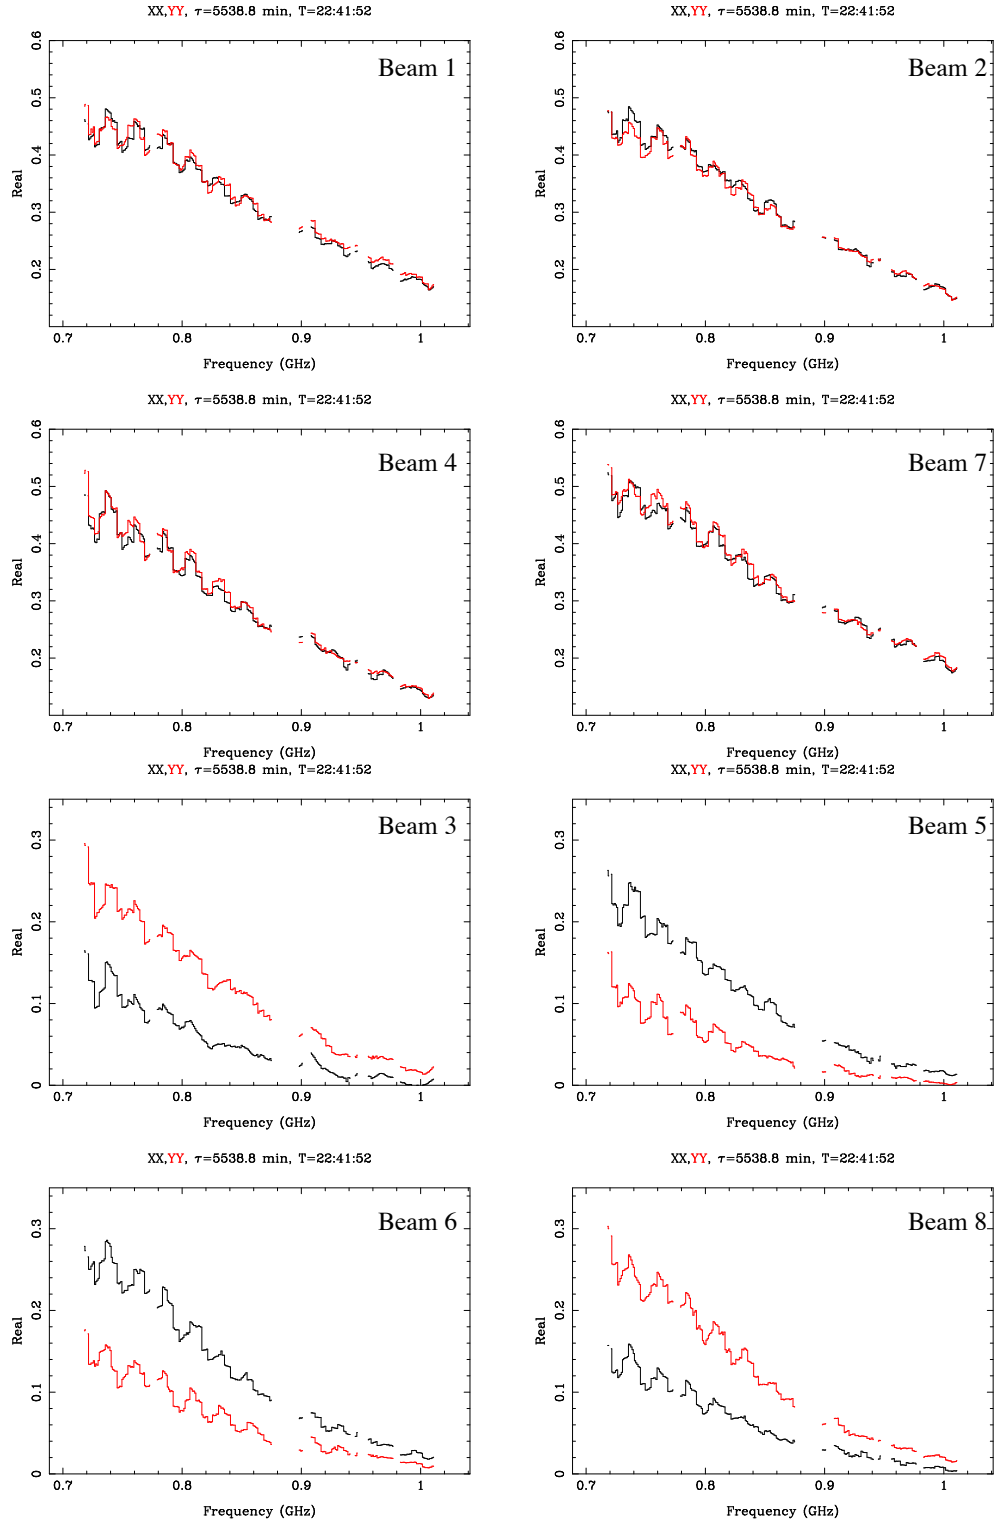 XX,YY, τ=5538.8 min, T=22:41:52
XX,YY, τ=5538.8 min, T=22:41:52
Beam 1
Beam 2
0.6
0.5
0.4
0.3
0.2
Real
0.6
0.5
0.4
0.3
0.2
Real
0.7 0.8 0.9 1
0.7 0.8 0.9 1
Frequency (GHz)
Frequency (GHz)
XX,YY, τ=5538.8 min, T=22:41:52
XX,YY, τ=5538.8 min, T=22:41:52
Beam 4
Beam 7
0.6
0.5
0.4
0.3
0.2
Real
0.6
0.5
0.4
0.3
0.2
Real
0.7 0.8 0.9 1
0.7 0.8 0.9 1
Frequency (GHz)
Frequency (GHz)
XX,YY, τ=5538.8 min, T=22:41:52
XX,YY, τ=5538.8 min, T=22:41:52
Beam 3
Beam 5
0.3
0.2
0.1
0
Real
0.3
0.2
0.1
0
Real
0.7 0.8 0.9 1
0.7 0.8 0.9 1
Frequency (GHz)
Frequency (GHz)
XX,YY, τ=5538.8 min, T=22:41:52
XX,YY, τ=5538.8 min, T=22:41:52
Beam 6
Beam 8
0.3
0.2
0.1
0
Real
0.3
0.2
0.1
0
Real
0.7 0.8 0.9 1
0.7 0.8 0.9 1
Frequency (GHz)
Frequency (GHz)